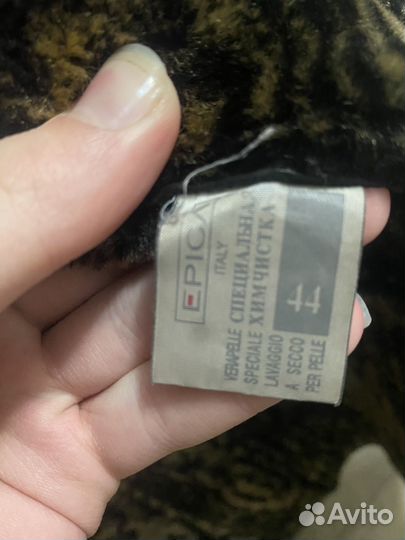 EPICA
ITALY
VERAPELLE СПЕЦИАЛЬНАЯ
SPECIALE ХИМЧИСТКА
LAVAGGIO
A SECCO
PER PELLE
44
Avito